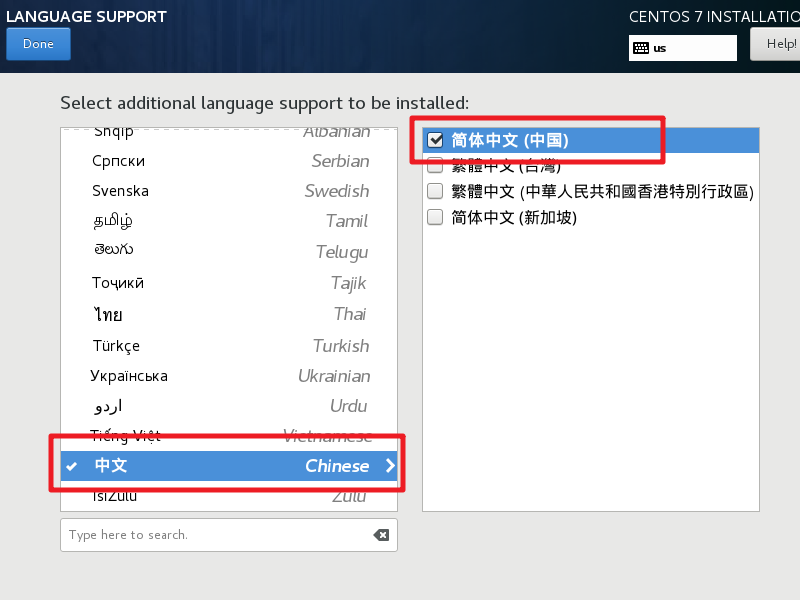 LANGUAGE SUPPORT
CENTOS 7 INSTALLATIO
Done
us
Help!
Select additional language support to be installed:
Shqip Albanian
Српски Serbian
Svenska Swedish
தமிழ் Tamil
తెలుగు Telugu
Тоҷикӣ Tajik
ไทย Thai
Türkçe Turkish
Українська Ukrainian
اردو Urdu
Tiếng Việt Vietnamese
中文 Chinese
IsiZulu Zulu
Type here to search.
简体中文 (中国)
繁體中文 (台灣)
繁體中文 (中華人民共和國香港特別行政區)
简体中文 (新加坡)